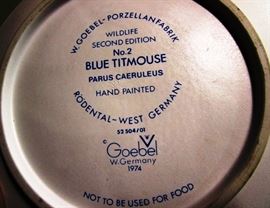 W. GOEBEL-PORZELLANFABRIK
WILDLIFE
SECOND EDITION
No.2
BLUE TITMOUSE
PARUS CAERULEUS
HAND PAINTED
RÖDENTAL-WEST GERMANY
52 504/01
© Goebel
W. Germany
1974
NOT TO BE USED FOR FOOD